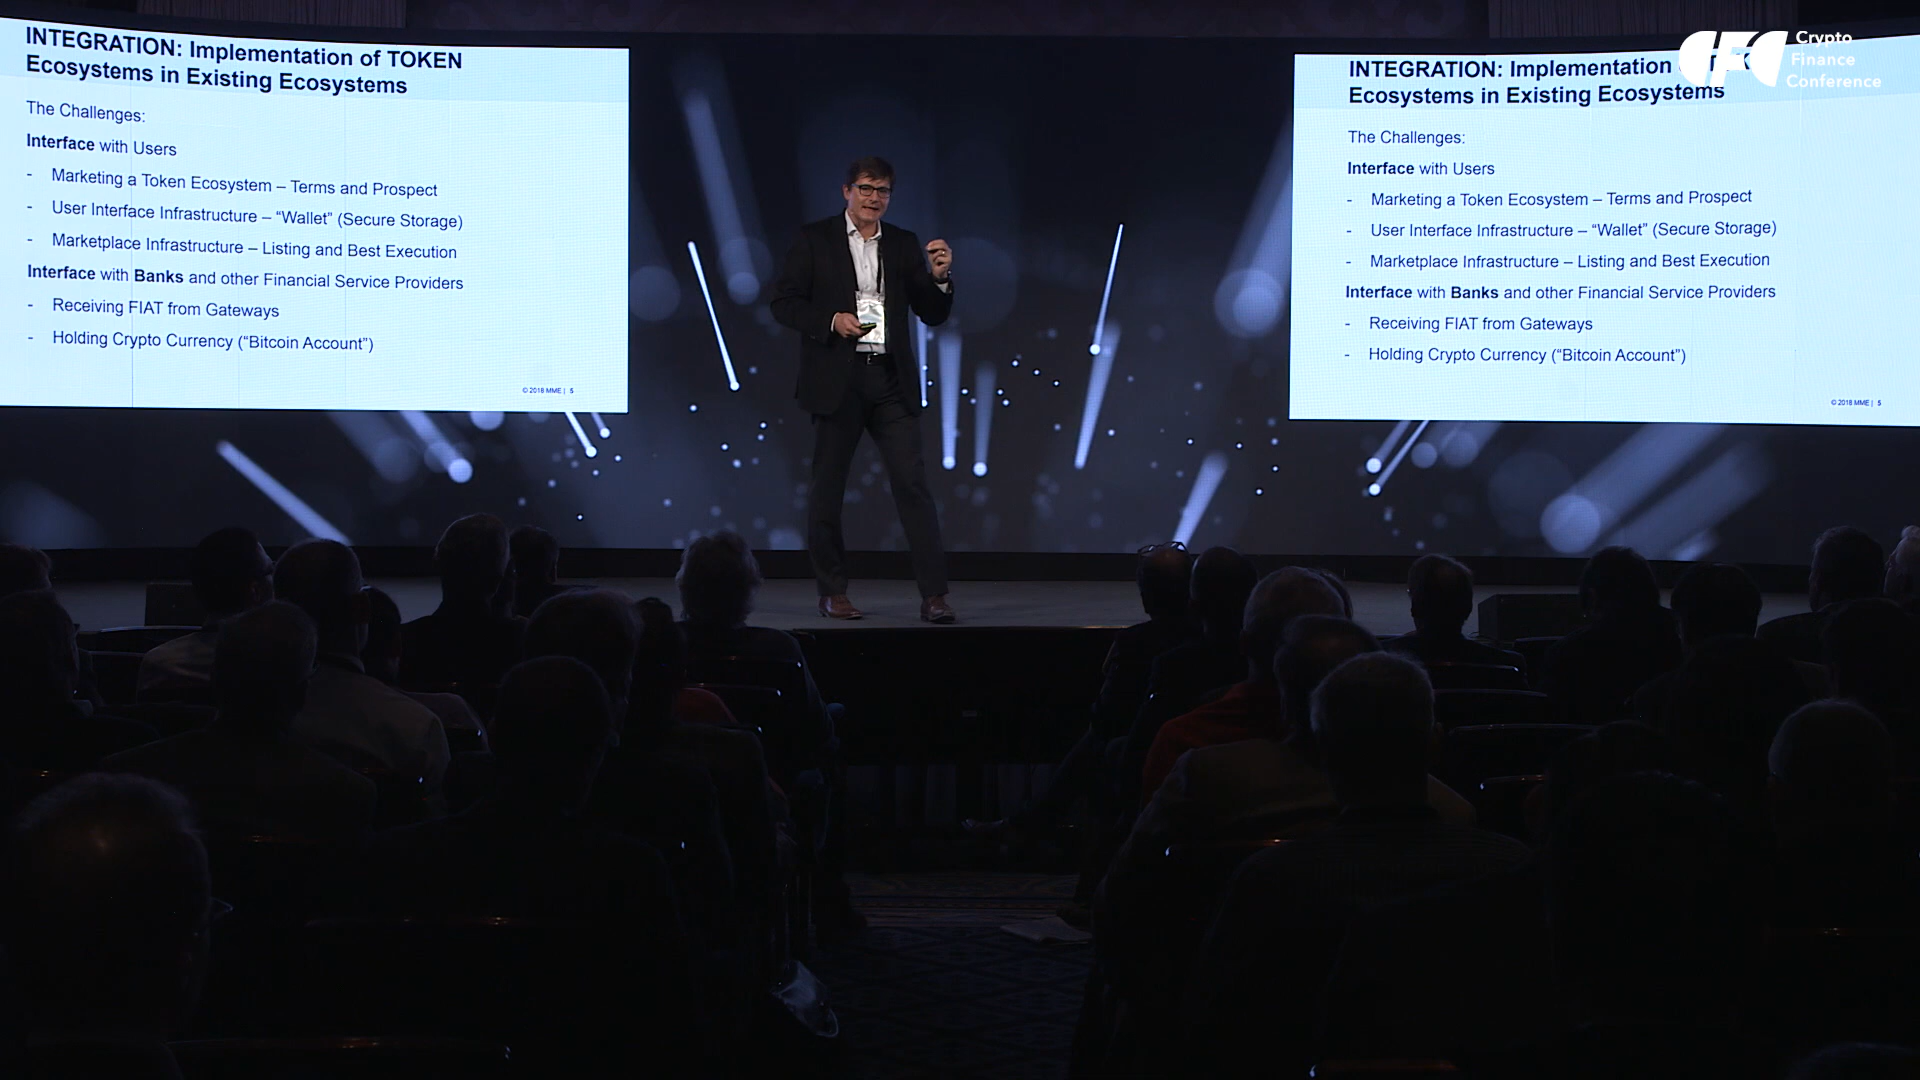 INTEGRATION: Implementation of TOKEN
Ecosystems in Existing Ecosystems
The Challenges:
Interface with Users
- Marketing a Token Ecosystem – Terms and Prospect
- User Interface Infrastructure – “Wallet” (Secure Storage)
- Marketplace Infrastructure – Listing and Best Execution
Interface with Banks and other Financial Service Providers
- Receiving FIAT from Gateways
- Holding Crypto Currency (“Bitcoin Account”)
© 2018 MME | 5
INTEGRATION: Implementation
Ecosystems in Existing Ecosystems
The Challenges:
Interface with Users
- Marketing a Token Ecosystem – Terms and Prospect
- User Interface Infrastructure – “Wallet” (Secure Storage)
- Marketplace Infrastructure – Listing and Best Execution
Interface with Banks and other Financial Service Providers
- Receiving FIAT from Gateways
- Holding Crypto Currency (“Bitcoin Account”)
© 2018 MME | 5
CFC
Crypto
Finance
Conference